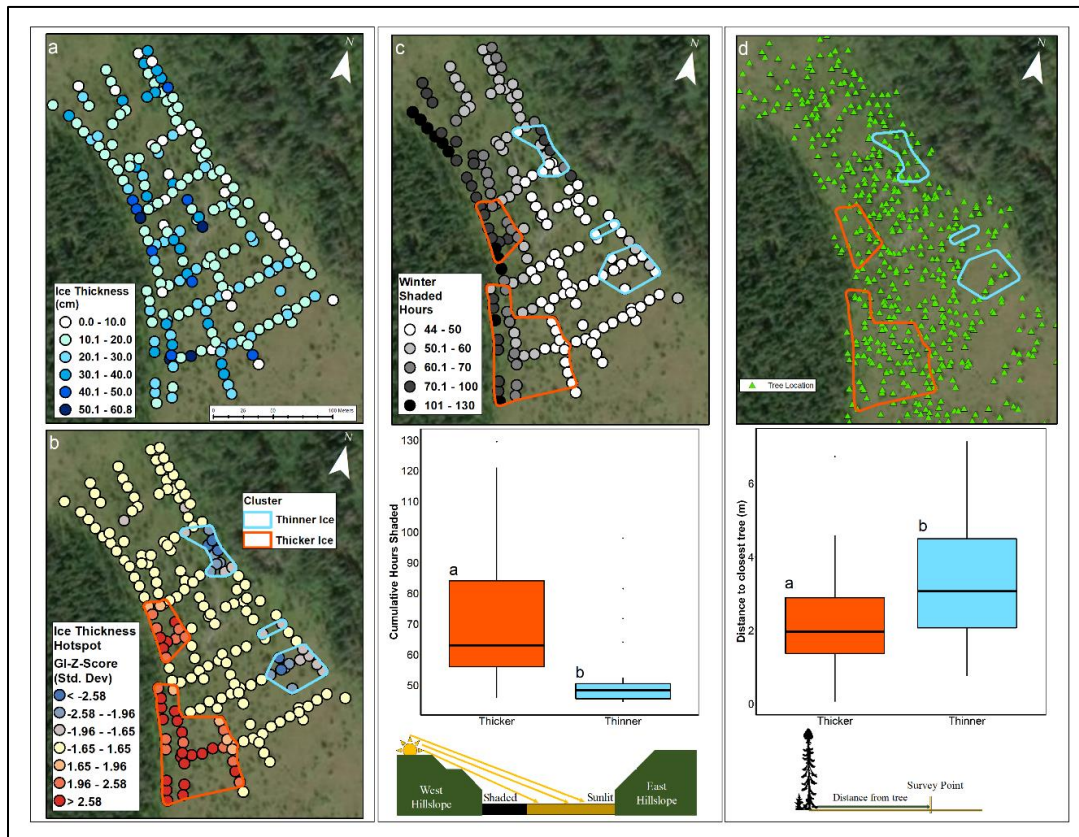 a
N
Ice Thickness
(cm)
0.0 - 10.0
10.1 - 20.0
20.1 - 30.0
30.1 - 40.0
40.1 - 50.0
50.1 - 60.8
100 Meters
b
N
Cluster
Thinner Ice
Thicker Ice
Ice Thickness
Hotspot
GI-Z-Score
(Std. Dev)
< -2.58
-2.58 - -1.96
-1.96 - -1.65
-1.65 - 1.65
1.65 - 1.96
1.96 - 2.58
> 2.58
c
N
Winter
Shaded
Hours
44 - 50
50.1 - 60
60.1 - 70
70.1 - 100
101 - 130
Cumulative Hours Shaded
130
120
110
100
90
80
70
60
50
a
b
Thicker
Thinner
West
Hillslope
Shaded
Sunlit
East
Hillslope
d
N
Tree Location
Distance to closest tree (m)
6
4
2
0
a
b
Thicker
Thinner
Survey Point
Distance from tree